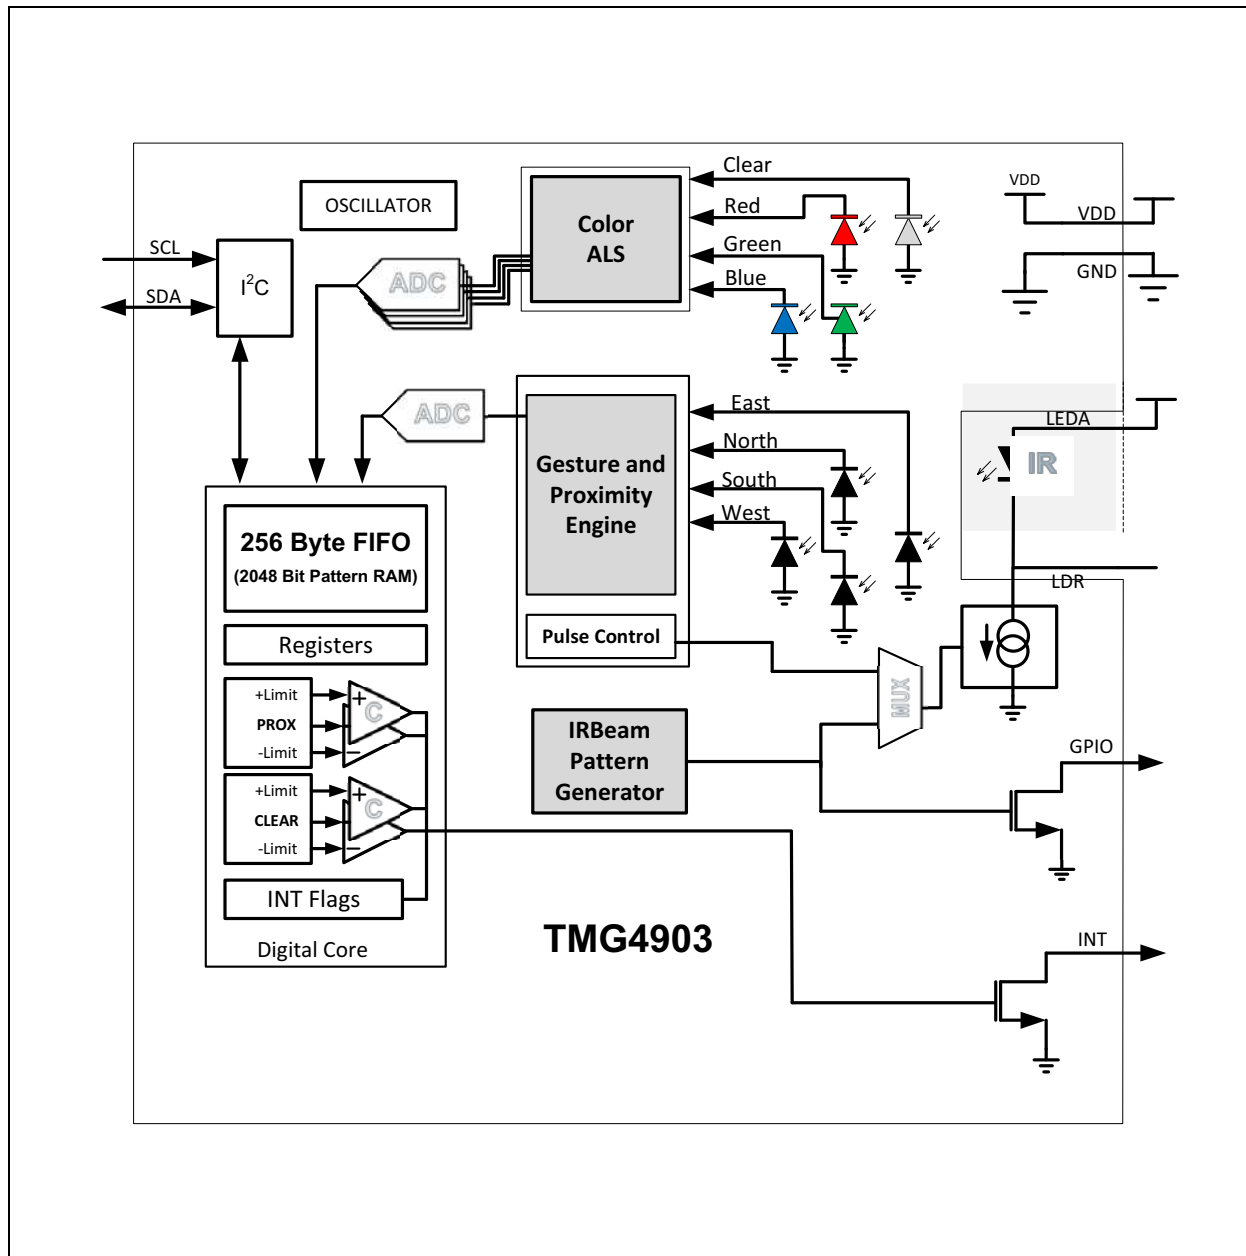 OSCILLATOR
SCL
SDA
I²C
ADC
Color
ALS
Clear
Red
Green
Blue
VDD
VDD
GND
ADC
Gesture and
Proximity
Engine
East
North
South
West
Pulse Control
LEDA
IR
LDR
256 Byte FIFO
(2048 Bit Pattern RAM)
Registers
+Limit
PROX
-Limit
+
C
−
+Limit
CLEAR
-Limit
+
C
−
INT Flags
Digital Core
MUX
IRBeam
Pattern
Generator
GPIO
TMG4903
INT